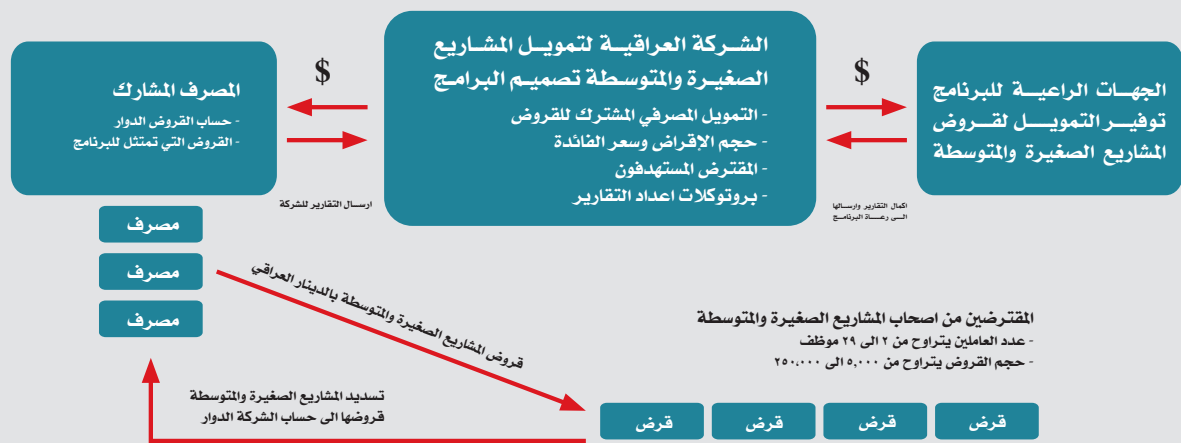 الجهات الراعية للبرنامج
توفير التمويل لقروض
المشاريع الصغيرة والمتوسطة
$
اكمال التقارير وارسالها
الى رعاة البرنامج
الشركة العراقية لتمويل المشاريع
الصغيرة والمتوسطة تصميم البرامج
- التمويل المصرفي المشترك للقروض
- حجم الإقراض وسعر الفائدة
- المقترض المستهدفون
- بروتوكلات اعداد التقارير
$
ارسال التقارير للشركة
المصرف المشارك
- حساب القروض الدوار
- القروض التي تمتثل للبرنامج
مصرف
مصرف
مصرف
قروض المشاريع الصغيرة والمتوسطة بالدينار العراقي
المقترضين من اصحاب المشاريع الصغيرة والمتوسطة
- عدد العاملين يتراوح من ٢ الى ٢٩ موظف
- حجم القروض يتراوح من ٥,٠٠٠ الى ٢٥٠,٠٠٠
تسديد المشاريع الصغيرة والمتوسطة
قروضها الى حساب الشركة الدوار
قرض
قرض
قرض
قرض